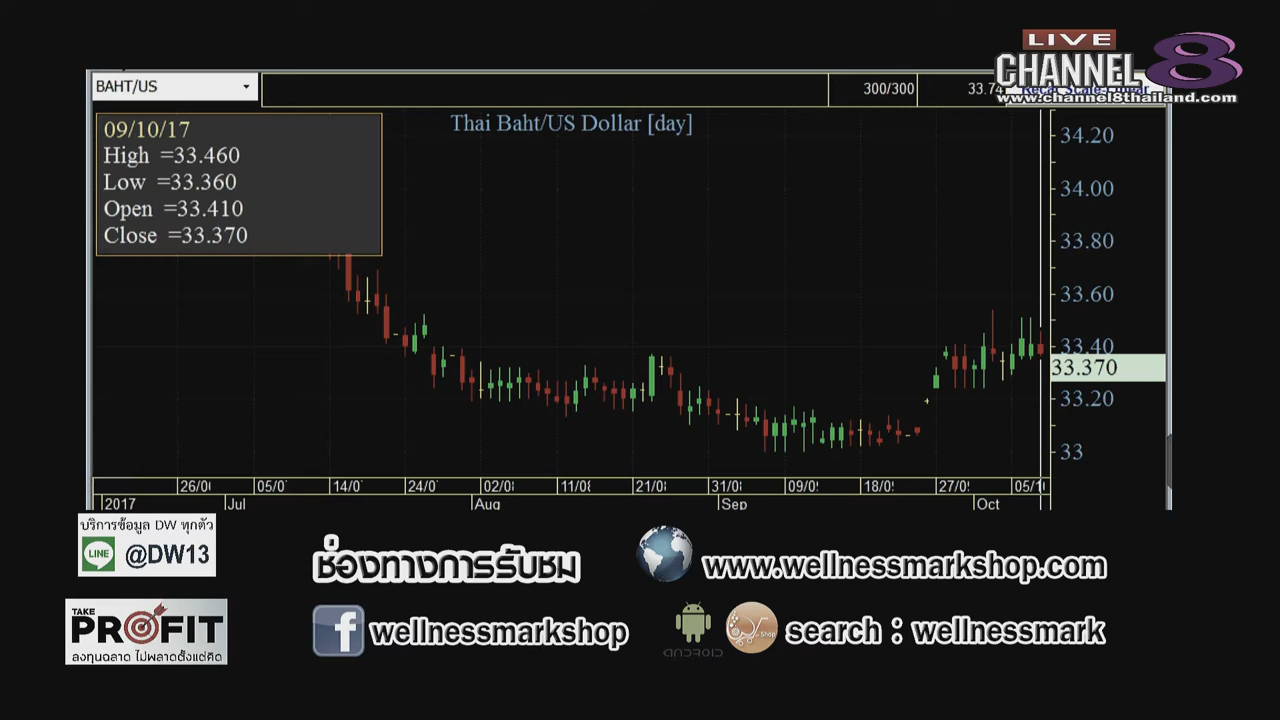 LIVE
CHANNEL 8
www.channel8thailand.com
BAHT/US
300/300
33.74
Thai Baht/US Dollar [day]
09/10/17
High =33.460
Low =33.360
Open =33.410
Close =33.370
34.20
34.00
33.80
33.60
33.40
33.370
33.20
33
26/0
05/
14/0
24/0
02/0
11/0
21/0
31/0
09/
18/0
27/0
05/1
2017
Jul
Aug
Sep
Oct
บริการข้อมูล DW ทุกตัว
LINE @DW13
ช่องทางการรับชม
www.wellnessmarkshop.com
TAKE
PROFIT
ลงทุนฉลาด ไม่พลาดตั้งแต่คิด
f wellnessmarkshop
ANDROID
Shop
search : wellnessmark